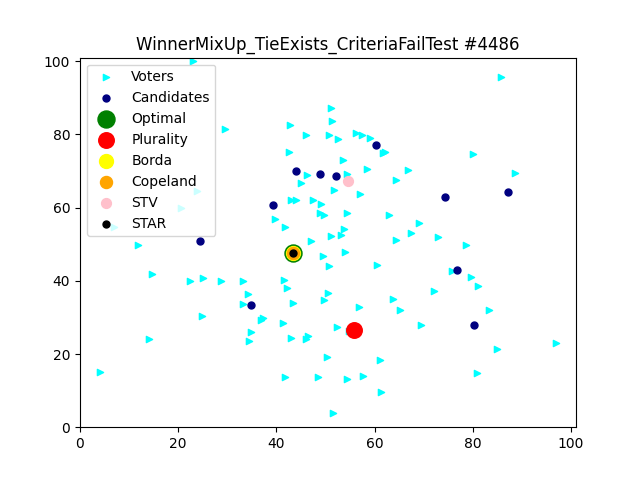 WinnerMixUp_TieExists_CriteriaFailTest #4486
100
80
60
40
20
0
Voters
Candidates
Optimal
Plurality
Borda
Copeland
STV
STAR
0 20 40 60 80 100